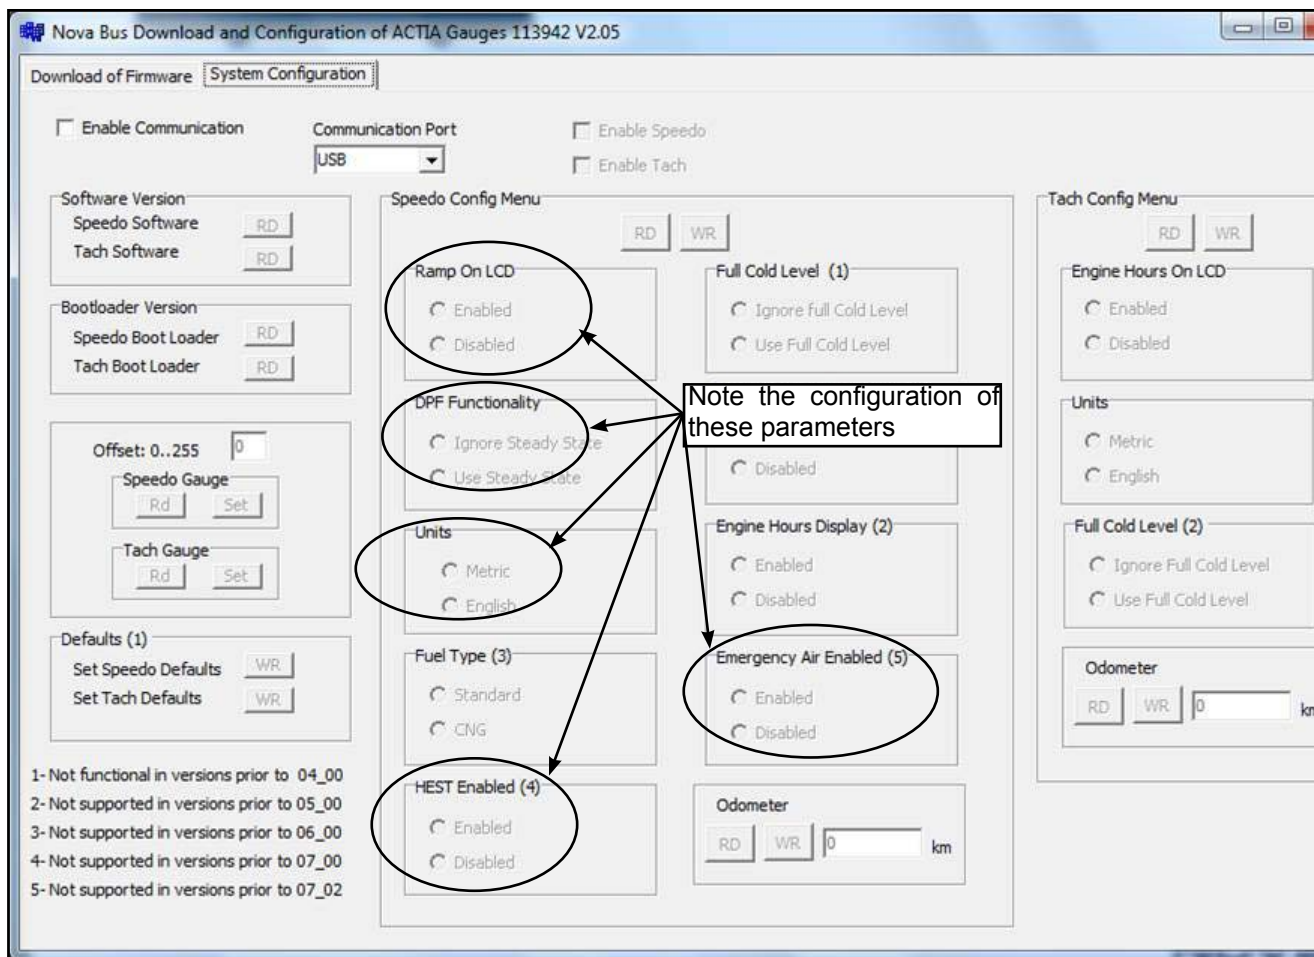 Nova Bus Download and Configuration of ACTIA Gauges 113942 V2.05
Download of Firmware System Configuration
Enable Communication
Communication Port
USB
Enable Speedo
Enable Tach
Software Version
Speedo Software RD
Tach Software RD
Bootloader Version
Speedo Boot Loader RD
Tach Boot Loader RD
Offset: 0..255 0
Speedo Gauge
Rd Set
Tach Gauge
Rd Set
Defaults (1)
Set Speedo Defaults WR
Set Tach Defaults WR
1- Not functional in versions prior to 04_00
2- Not supported in versions prior to 05_00
3- Not supported in versions prior to 06_00
4- Not supported in versions prior to 07_00
5- Not supported in versions prior to 07_02
Speedo Config Menu
RD WR
Ramp On LCD
Enabled
Disabled
DPF Functionality
Ignore Steady State
Use Steady State
Units
Metric
English
Fuel Type (3)
Standard
CNG
HEST Enabled (4)
Enabled
Disabled
Full Cold Level (1)
Ignore full Cold Level
Use Full Cold Level
Note the configuration of
these parameters
Disabled
Engine Hours Display (2)
Enabled
Disabled
Emergency Air Enabled (5)
Enabled
Disabled
Odometer
RD WR 0 km
Tach Config Menu
RD WR
Engine Hours On LCD
Enabled
Disabled
Units
Metric
English
Full Cold Level (2)
Ignore Full Cold Level
Use Full Cold Level
Odometer
RD WR 0 km